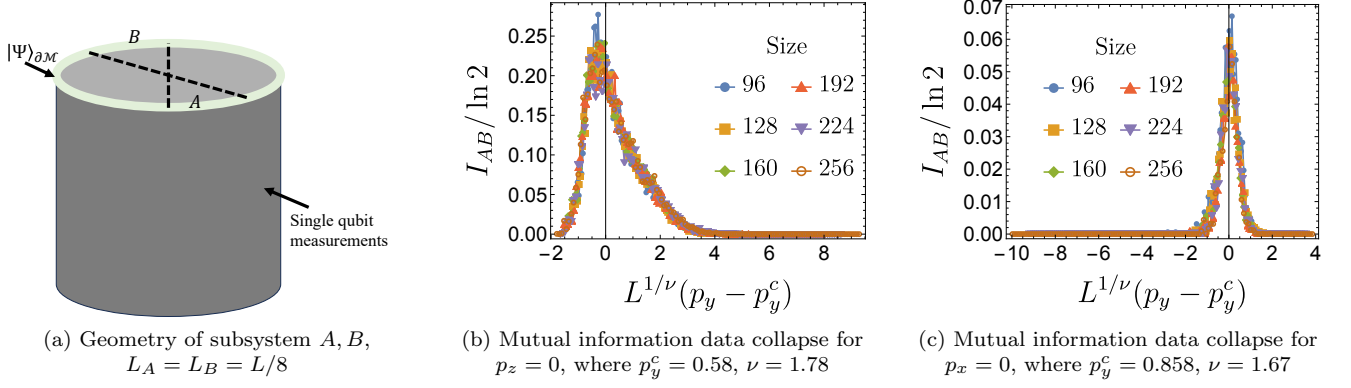 |Ψ⟩∂ℳ
B
A
Single qubit
measurements
(a) Geometry of subsystem A, B,
L_A = L_B = L/8
I_AB/ ln 2
0.25
0.20
0.15
0.10
0.05
0.00
Size
96 192
128 224
160 256
-2 0 2 4 6 8
L^{1/ν}(p_y − p_y^c)
(b) Mutual information data collapse for
p_z = 0, where p_y^c = 0.58, ν = 1.78
I_AB/ ln 2
0.07
0.06
0.05
0.04
0.03
0.02
0.01
0.00
Size
96 192
128 224
160 256
-10 -8 -6 -4 -2 0 2 4
L^{1/ν}(p_y − p_y^c)
(c) Mutual information data collapse for
p_x = 0, where p_y^c = 0.858, ν = 1.67